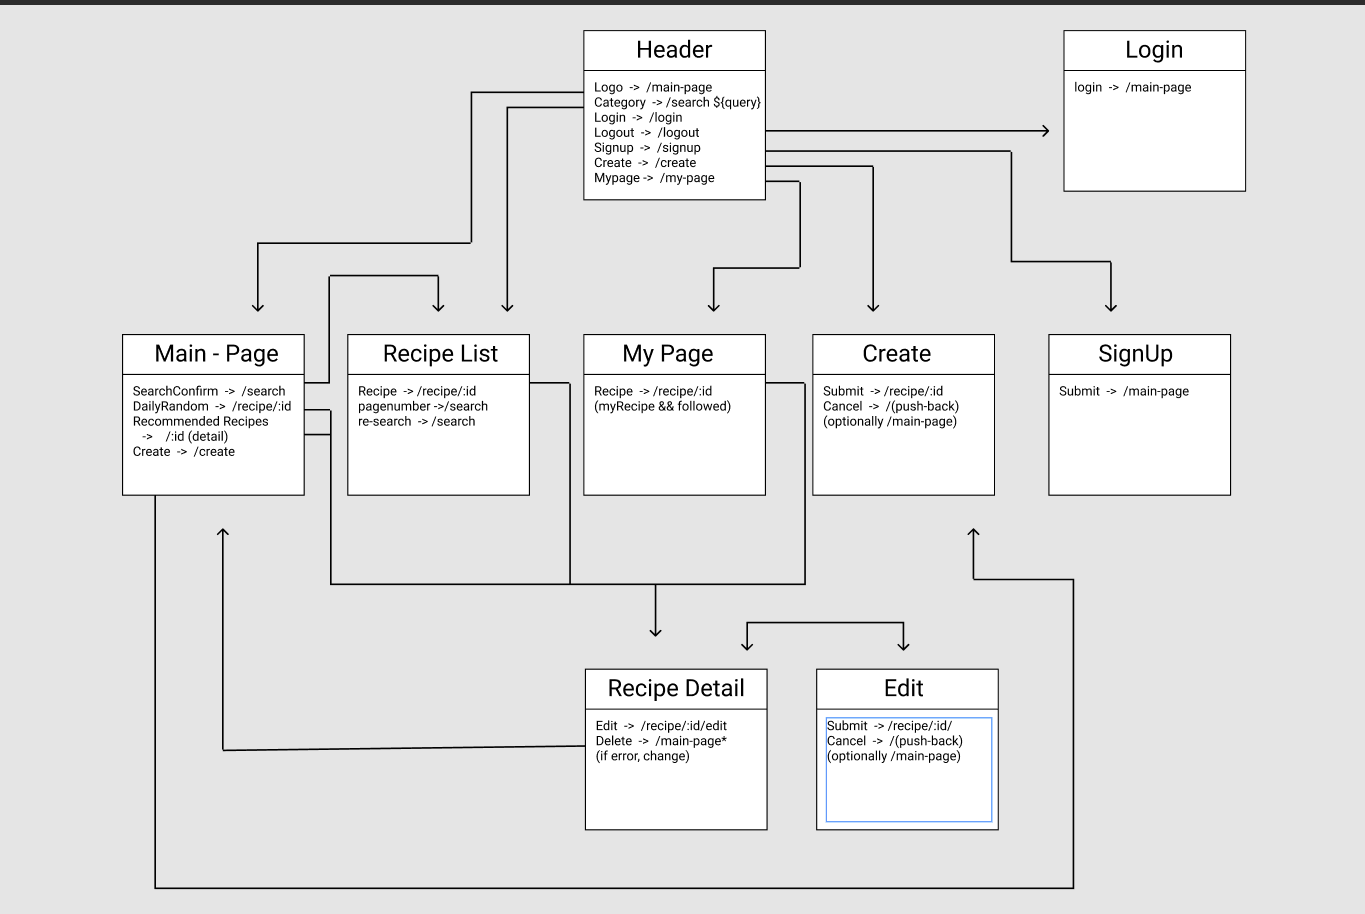 Header
Logo -> /main-page
Category -> /search ${query}
Login -> /login
Logout -> /logout
Signup -> /signup
Create -> /create
Mypage -> /my-page
Login
login -> /main-page
Main - Page
SearchConfirm -> /search
DailyRandom -> /recipe/:id
Recommended Recipes
-> /:id (detail)
Create -> /create
Recipe List
Recipe -> /recipe/:id
pagenumber ->/search
re-search -> /search
My Page
Recipe -> /recipe/:id
(myRecipe && followed)
Create
Submit -> /recipe/:id
Cancel -> /(push-back)
(optionally /main-page)
SignUp
Submit -> /main-page
Recipe Detail
Edit -> /recipe/:id/edit
Delete -> /main-page*
(if error, change)
Edit
Submit -> /recipe/:id/
Cancel -> /(push-back)
(optionally /main-page)